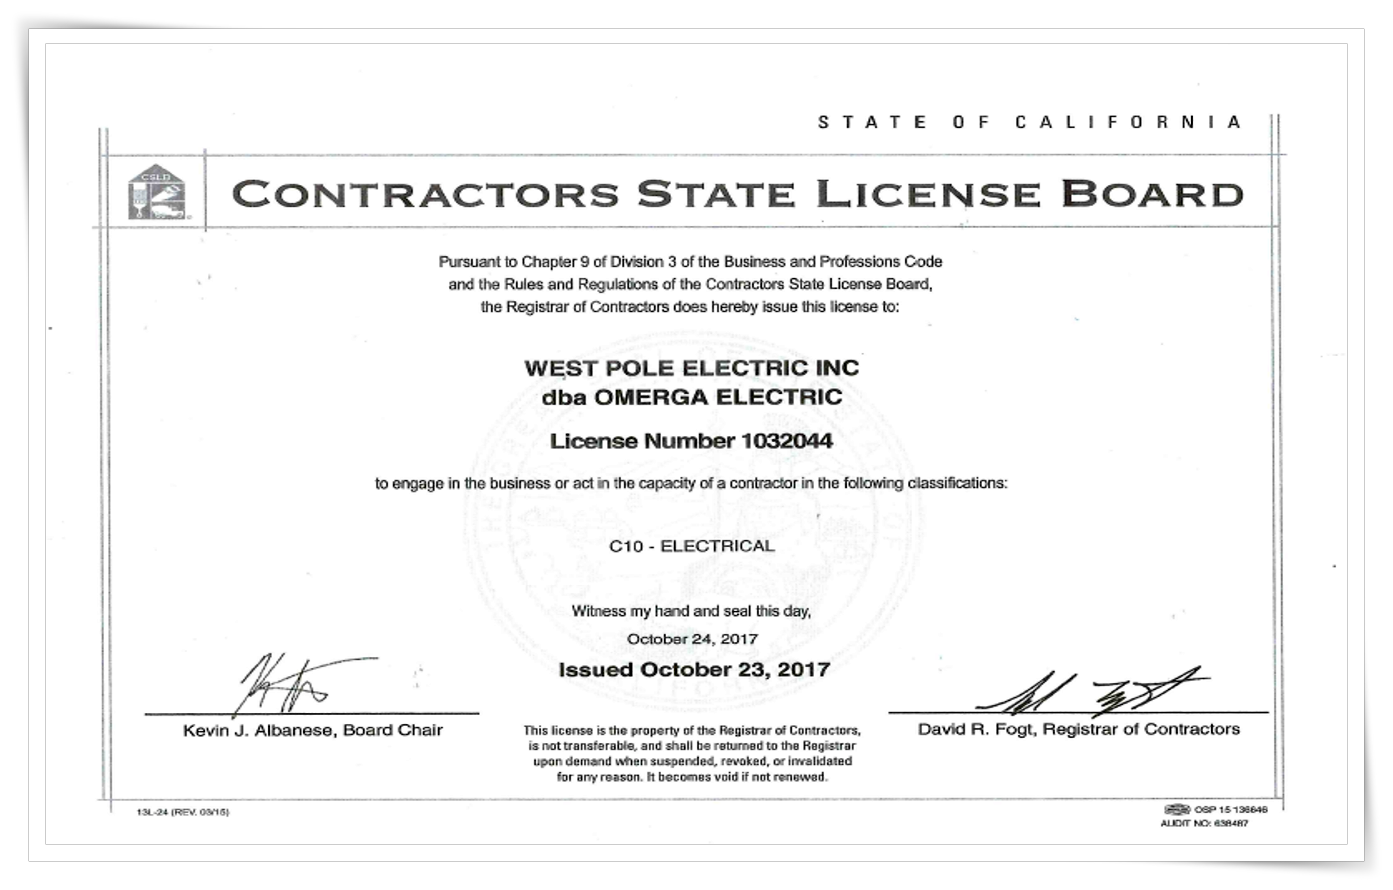 STATE OF CALIFORNIA
CSLB
CONTRACTORS STATE LICENSE BOARD
Pursuant to Chapter 9 of Division 3 of the Business and Professions Code
and the Rules and Regulations of the Contractors State License Board,
the Registrar of Contractors does hereby issue this license to:
WEST POLE ELECTRIC INC
dba OMERGA ELECTRIC
License Number 1032044
to engage in the business or act in the capacity of a contractor in the following classifications:
C10 - ELECTRICAL
Witness my hand and seal this day,
October 24, 2017
Issued October 23, 2017
Kevin J. Albanese, Board Chair
David R. Fogt, Registrar of Contractors
This license is the property of the Registrar of Contractors,
is not transferable, and shall be returned to the Registrar
upon demand when suspended, revoked, or invalidated
for any reason. It becomes void if not renewed.
13L-24 (REV. 03/15)
OSP 15 136646
AUDIT NO: 638487